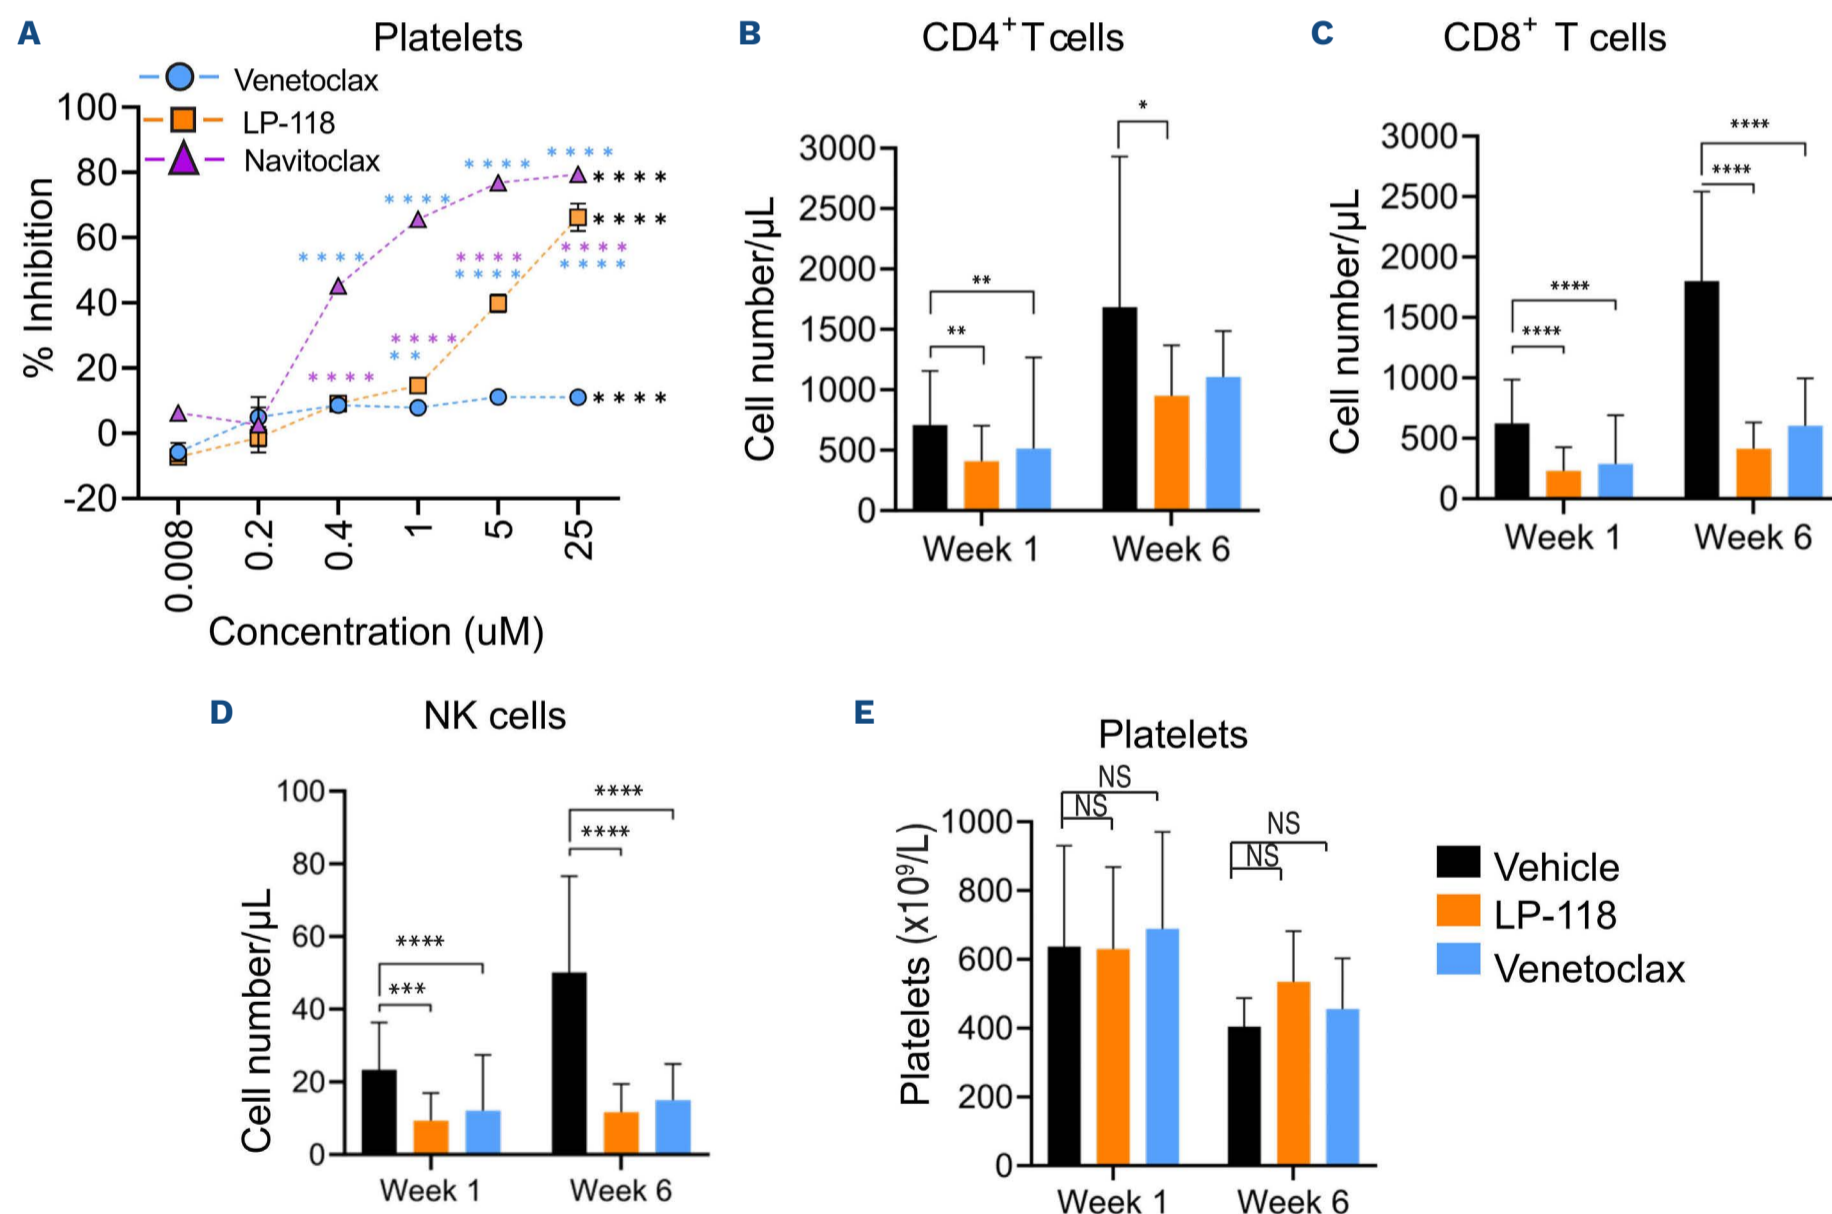 A
Platelets
Venetoclax
LP-118
Navitoclax
% Inhibition
100
80
60
40
20
0
-20
****
****
****
****
****
****
****
****
****
****
****
**
****
****
****
0.008
0.2
0.4
1
5
25
Concentration (uM)
B
CD4+ T cells
Cell number/µL
3000
2500
2000
1500
1000
500
0
**
**
*
Week 1
Week 6
C
CD8+ T cells
Cell number/µL
3000
2500
2000
1500
1000
500
0
****
****
****
****
Week 1
Week 6
D
NK cells
Cell number/µL
100
80
60
40
20
0
****
***
****
****
Week 1
Week 6
E
Platelets
Platelets (x10⁹/L)
1000
800
600
400
200
0
NS
NS
NS
NS
Week 1
Week 6
Vehicle
LP-118
Venetoclax